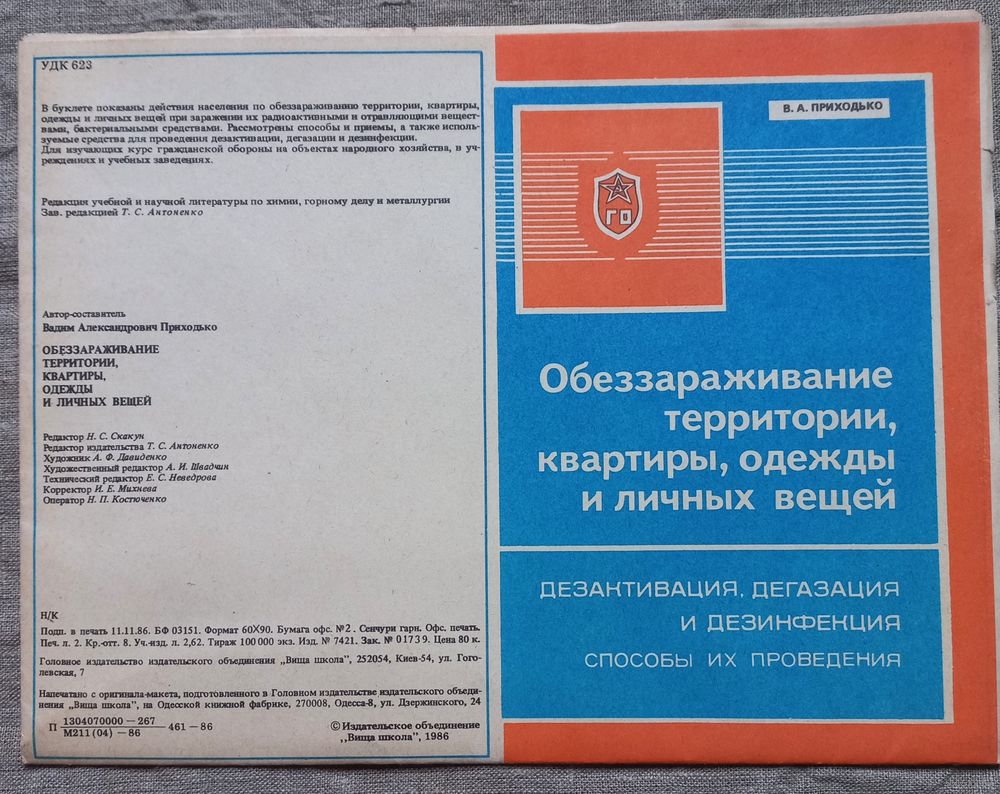 УДК 623
В буклете показаны действия населения по обеззараживанию территории, квартиры,
одежды и личных вещей при заражении их радиоактивными и отравляющими вещест-
вами, бактериальными средствами. Рассмотрены способы и приемы, а также исполь-
зуемые средства для проведения дезактивации, дегазации и дезинфекции.
Для изучающих курс гражданской обороны на объектах народного хозяйства, в уч-
реждениях и учебных заведениях.
Редакция учебной и научной литературы по химии, горному делу и металлургии
Зав. редакцией Т. С. Антоненко
Автор-составитель
Вадим Александрович Приходько
ОБЕЗЗАРАЖИВАНИЕ
ТЕРРИТОРИИ,
КВАРТИРЫ,
ОДЕЖДЫ
И ЛИЧНЫХ ВЕЩЕЙ
Редактор Н. С. Скакун
Редактор издательства Т. С. Антоненко
Художник А. Ф. Давиденко
Художественный редактор А. И. Швадчин
Технический редактор Е. С. Неведрова
Корректор И. Е. Михнева
Оператор Н. П. Костюченко
Н/К
Подп. в печать 11.11.86. БФ 03151. Формат 60Х90. Бумага офс. №2. Сенчури гарн. Офс. печать.
Печ. л. 2. Кр.-отт. 8. Уч.-изд. л. 2,62. Тираж 100 000 экз. Изд. № 7421. Зак. № 01739. Цена 80 к.
Головное издательство издательского объединения „Вища школа", 252054, Киев-54, ул. Гого-
левская, 7
Напечатано с оригинала-макета, подготовленного в Головном издательстве издательского объеди-
нения „Вища школа", на Одесской книжной фабрике, 270008, Одесса-8, ул. Дзержинского, 24
П 1304070000 — 267
М211 (04) — 86
461 — 86
© Издательское объединение
„Вища школа", 1986
В. А. ПРИХОДЬКО
ГО
Обеззараживание
территории,
квартиры, одежды
и личных вещей
ДЕЗАКТИВАЦИЯ, ДЕГАЗАЦИЯ
И ДЕЗИНФЕКЦИЯ
СПОСОБЫ ИХ ПРОВЕДЕНИЯ